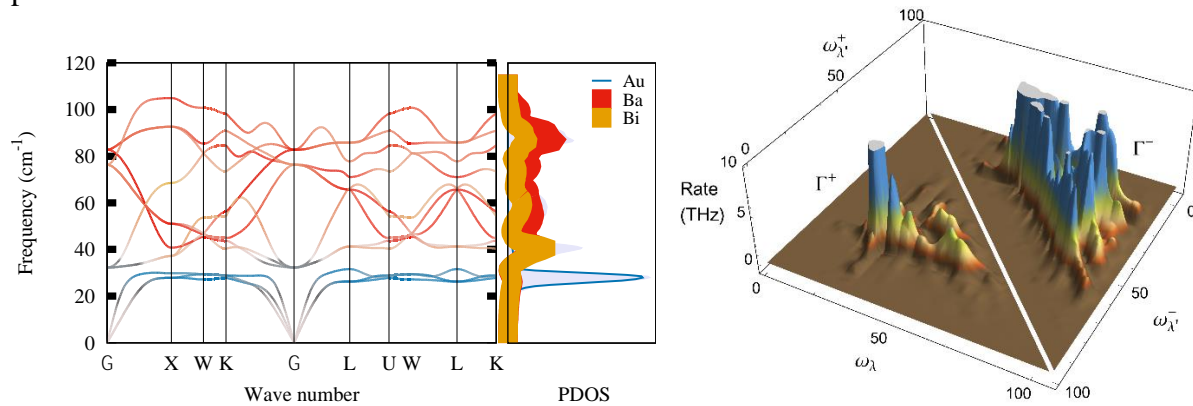 120
100
80
60
40
20
0
Frequency (cm⁻¹)
G X W K G L U W L K
Wave number
Au
Ba
Bi
PDOS
100
50
0
ω⁺λ'
10
5
0
Rate
(THz)
Γ⁺
Γ⁻
0
50
100
ωλ
0
50
100
ω⁻λ'